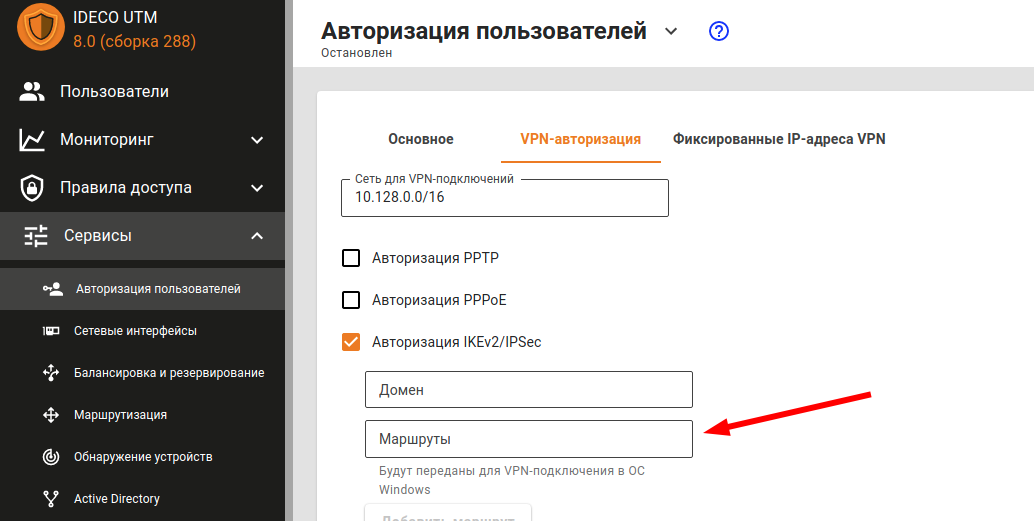 IDECO UTM
8.0 (сборка 288)
Пользователи
Мониторинг
Правила доступа
Сервисы
Авторизация пользователей
Сетевые интерфейсы
Балансировка и резервирование
Маршрутизация
Обнаружение устройств
Active Directory
Авторизация пользователей
Остановлен
Основное
VPN-авторизация
Фиксированные IP-адреса VPN
Сеть для VPN-подключений
10.128.0.0/16
Авторизация PPTP
Авторизация PPPoE
Авторизация IKEv2/IPSec
Домен
Маршруты
Будут переданы для VPN-подключения в ОС
Windows
Добавить маршрут